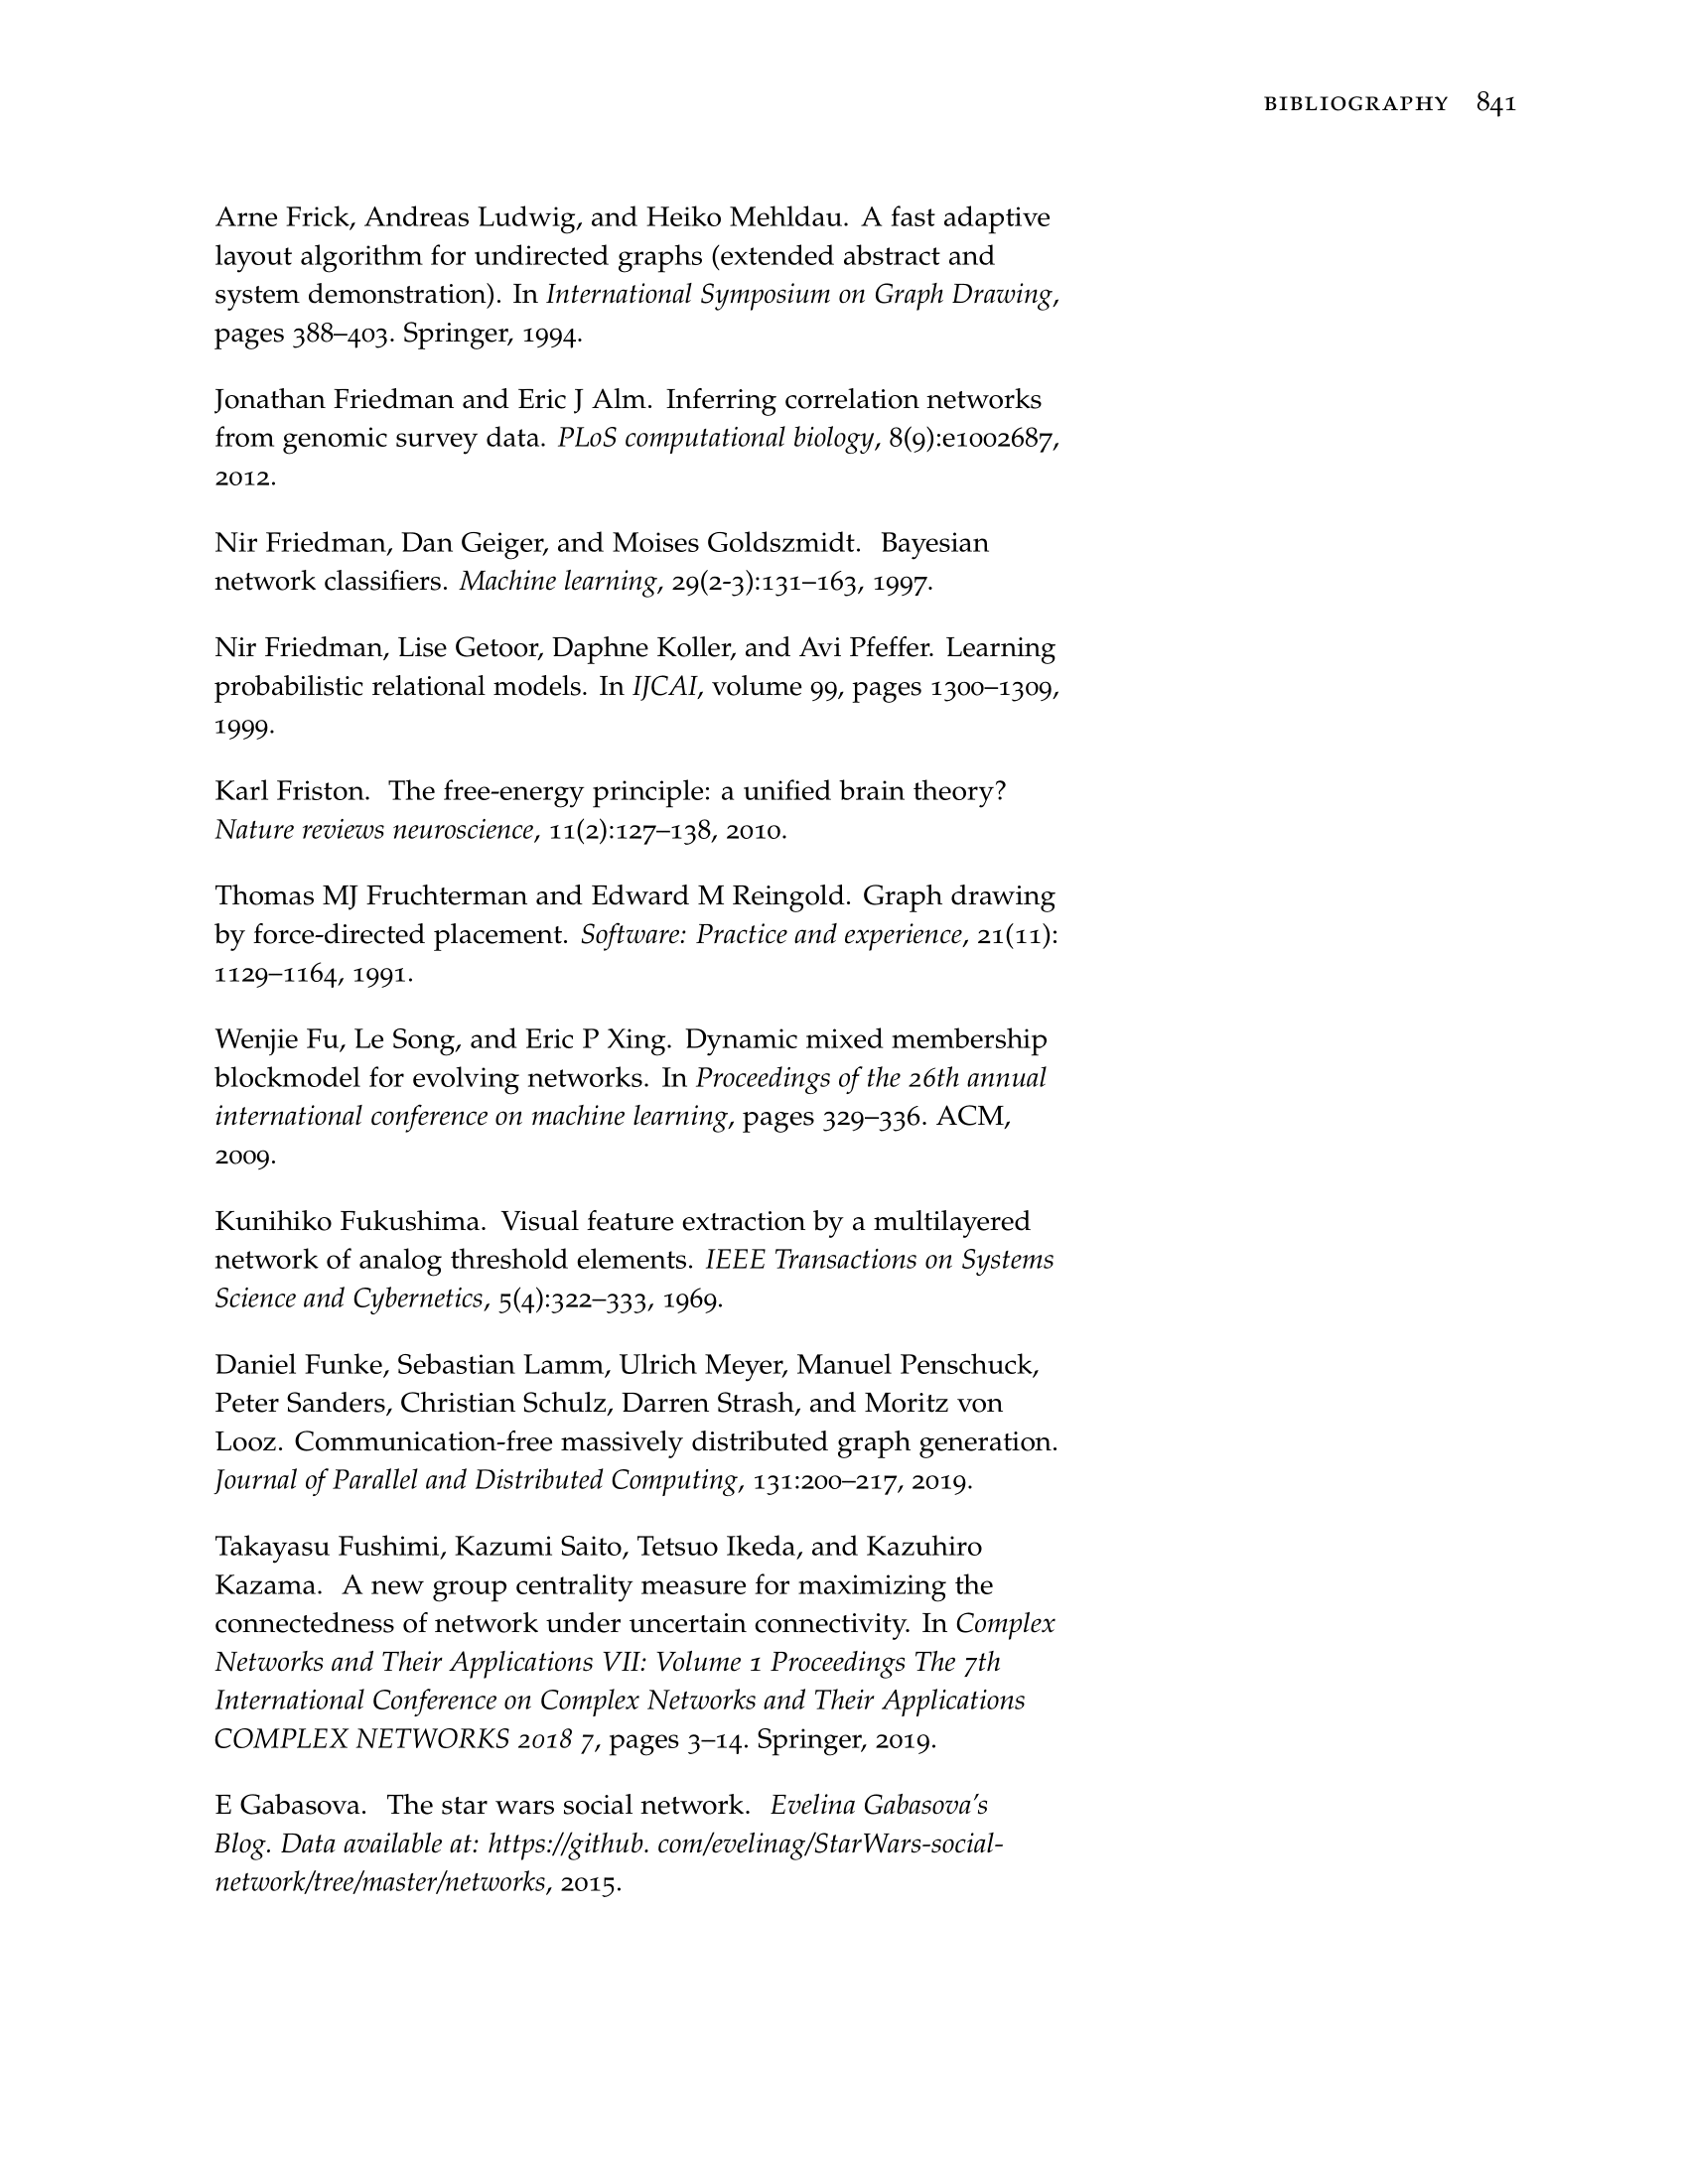 BIBLIOGRAPHY 841
Arne Frick, Andreas Ludwig, and Heiko Mehldau. A fast adaptive
layout algorithm for undirected graphs (extended abstract and
system demonstration). In International Symposium on Graph Drawing,
pages 388–403. Springer, 1994.
Jonathan Friedman and Eric J Alm. Inferring correlation networks
from genomic survey data. PLoS computational biology, 8(9):e1002687,
2012.
Nir Friedman, Dan Geiger, and Moises Goldszmidt. Bayesian
network classifiers. Machine learning, 29(2-3):131–163, 1997.
Nir Friedman, Lise Getoor, Daphne Koller, and Avi Pfeffer. Learning
probabilistic relational models. In IJCAI, volume 99, pages 1300–1309,
1999.
Karl Friston. The free-energy principle: a unified brain theory?
Nature reviews neuroscience, 11(2):127–138, 2010.
Thomas MJ Fruchterman and Edward M Reingold. Graph drawing
by force-directed placement. Software: Practice and experience, 21(11):
1129–1164, 1991.
Wenjie Fu, Le Song, and Eric P Xing. Dynamic mixed membership
blockmodel for evolving networks. In Proceedings of the 26th annual
international conference on machine learning, pages 329–336. ACM,
2009.
Kunihiko Fukushima. Visual feature extraction by a multilayered
network of analog threshold elements. IEEE Transactions on Systems
Science and Cybernetics, 5(4):322–333, 1969.
Daniel Funke, Sebastian Lamm, Ulrich Meyer, Manuel Penschuck,
Peter Sanders, Christian Schulz, Darren Strash, and Moritz von
Looz. Communication-free massively distributed graph generation.
Journal of Parallel and Distributed Computing, 131:200–217, 2019.
Takayasu Fushimi, Kazumi Saito, Tetsuo Ikeda, and Kazuhiro
Kazama. A new group centrality measure for maximizing the
connectedness of network under uncertain connectivity. In Complex
Networks and Their Applications VII: Volume 1 Proceedings The 7th
International Conference on Complex Networks and Their Applications
COMPLEX NETWORKS 2018 7, pages 3–14. Springer, 2019.
E Gabasova. The star wars social network. Evelina Gabasova's
Blog. Data available at: https://github. com/evelinag/StarWars-social-
network/tree/master/networks, 2015.